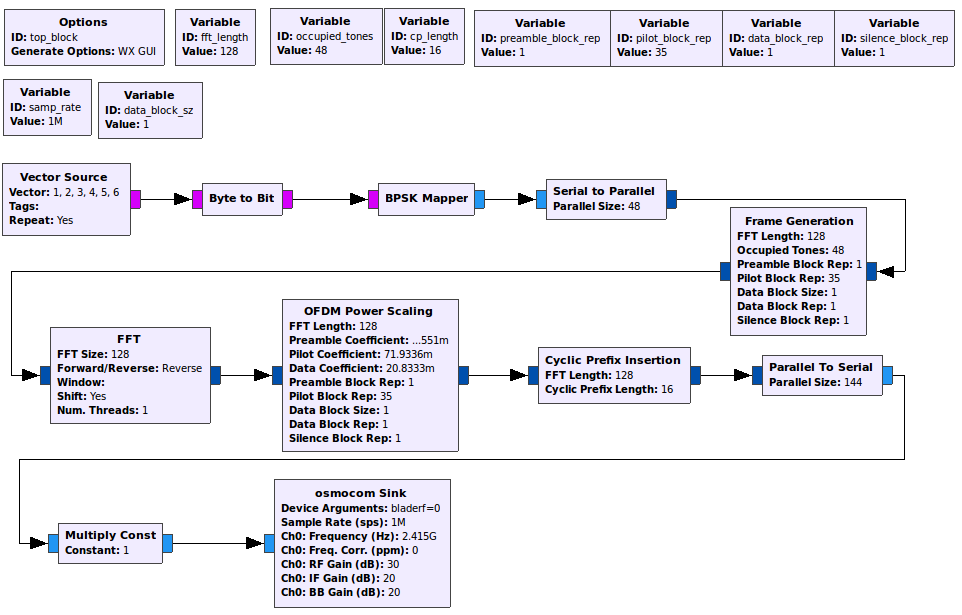 Options
ID: top_block
Generate Options: WX GUI
Variable
ID: fft_length
Value: 128
Variable
ID: occupied_tones
Value: 48
Variable
ID: cp_length
Value: 16
Variable
ID: preamble_block_rep
Value: 1
Variable
ID: pilot_block_rep
Value: 35
Variable
ID: data_block_rep
Value: 1
Variable
ID: silence_block_rep
Value: 1
Variable
ID: samp_rate
Value: 1M
Variable
ID: data_block_sz
Value: 1
Vector Source
Vector: 1, 2, 3, 4, 5, 6
Tags:
Repeat: Yes
Byte to Bit
BPSK Mapper
Serial to Parallel
Parallel Size: 48
Frame Generation
FFT Length: 128
Occupied Tones: 48
Preamble Block Rep: 1
Pilot Block Rep: 35
Data Block Size: 1
Data Block Rep: 1
Silence Block Rep: 1
FFT
FFT Size: 128
Forward/Reverse: Reverse
Window:
Shift: Yes
Num. Threads: 1
OFDM Power Scaling
FFT Length: 128
Preamble Coefficient: ...551m
Pilot Coefficient: 71.9336m
Data Coefficient: 20.8333m
Preamble Block Rep: 1
Pilot Block Rep: 35
Data Block Size: 1
Data Block Rep: 1
Silence Block Rep: 1
Cyclic Prefix Insertion
FFT Length: 128
Cyclic Prefix Length: 16
Parallel To Serial
Parallel Size: 144
Multiply Const
Constant: 1
osmocom Sink
Device Arguments: bladerf=0
Sample Rate (sps): 1M
Ch0: Frequency (Hz): 2.415G
Ch0: Freq. Corr. (ppm): 0
Ch0: RF Gain (dB): 30
Ch0: IF Gain (dB): 20
Ch0: BB Gain (dB): 20